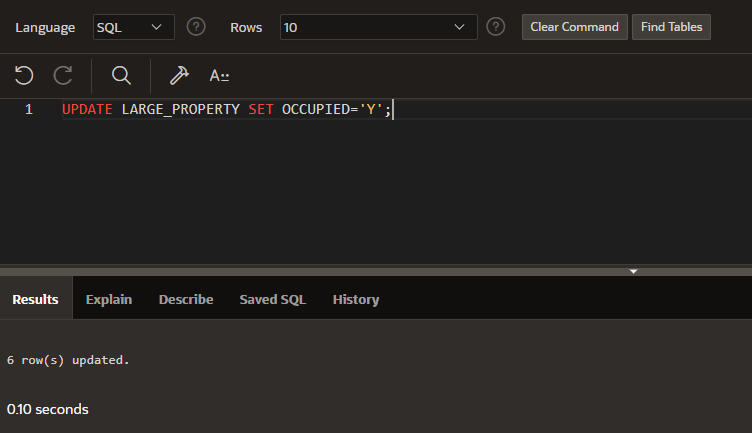 Language SQL ? Rows 10 ? Clear Command Find Tables
A::
1 UPDATE LARGE_PROPERTY SET OCCUPIED='Y';
Results Explain Describe Saved SQL History
6 row(s) updated.
0.10 seconds